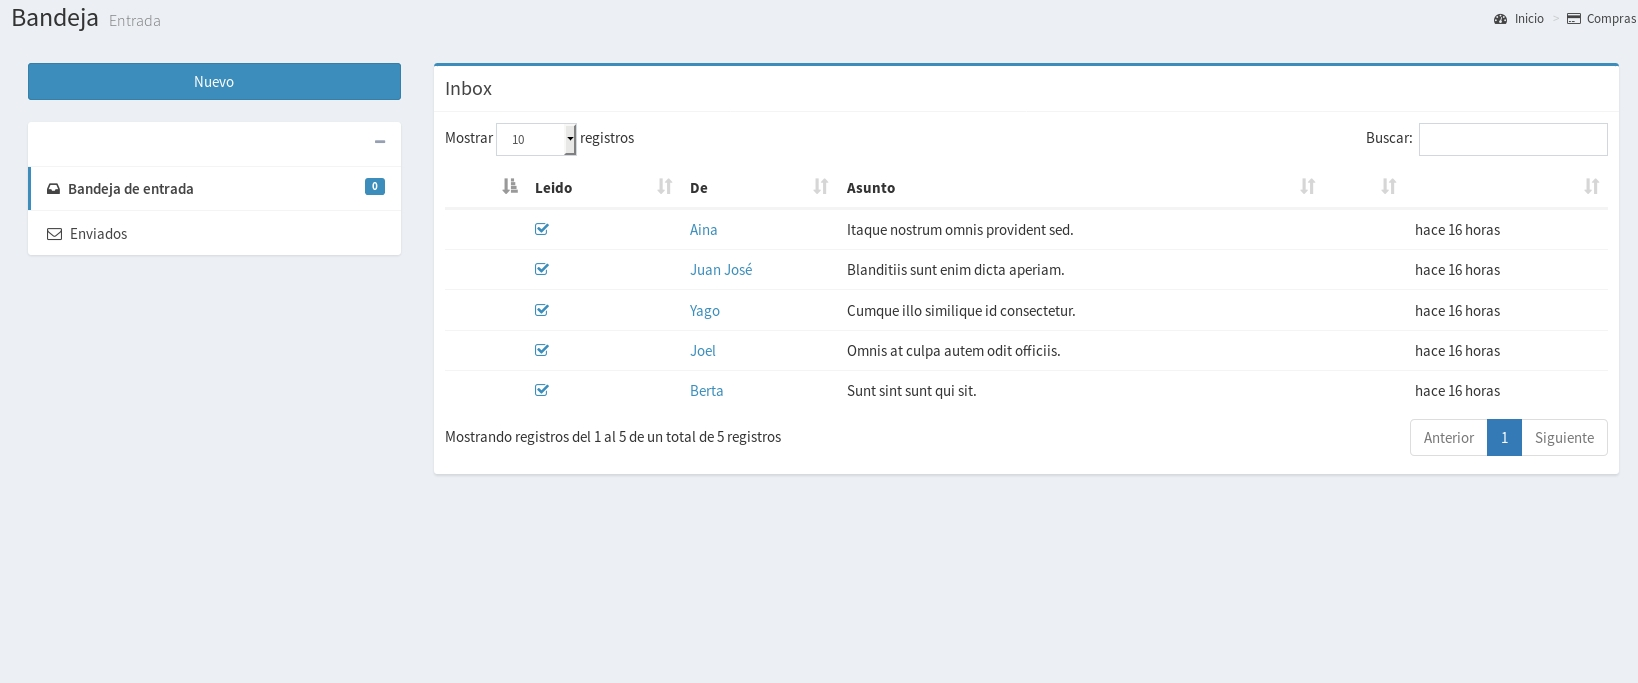 Bandeja Entrada
Inicio > Compras
Nuevo
Bandeja de entrada 0
Enviados
Inbox
Mostrar 10 registros Buscar:
Leido De Asunto
Aina Itaque nostrum omnis provident sed. hace 16 horas
Juan José Blanditiis sunt enim dicta aperiam. hace 16 horas
Yago Cumque illo similique id consectetur. hace 16 horas
Joel Omnis at culpa autem odit officiis. hace 16 horas
Berta Sunt sint sunt qui sit. hace 16 horas
Mostrando registros del 1 al 5 de un total de 5 registros
Anterior 1 Siguiente